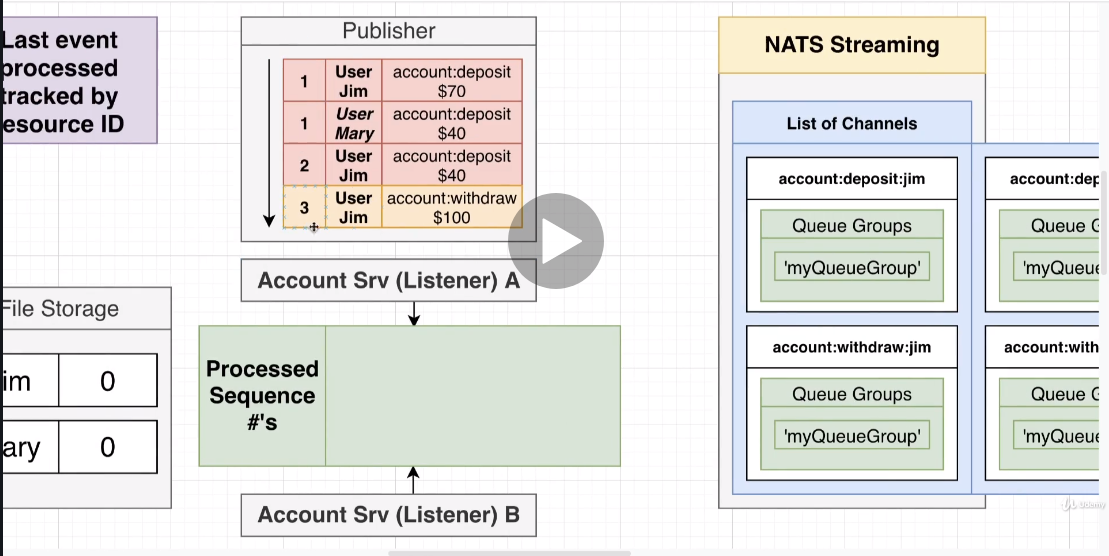 Last event
processed
tracked by
esource ID
Publisher
1
User
Jim
account:deposit
$70
1
User
Mary
account:deposit
$40
2
User
Jim
account:deposit
$40
3
User
Jim
account:withdraw
$100
Account Srv (Listener) A
File Storage
im
0
ary
0
Processed
Sequence
#'s
Account Srv (Listener) B
NATS Streaming
List of Channels
account:deposit:jim
Queue Groups
'myQueueGroup'
account:dep
Queue G
'myQueue
account:withdraw:jim
Queue Groups
'myQueueGroup'
account:with
Queue G
'myQueue
Udemy